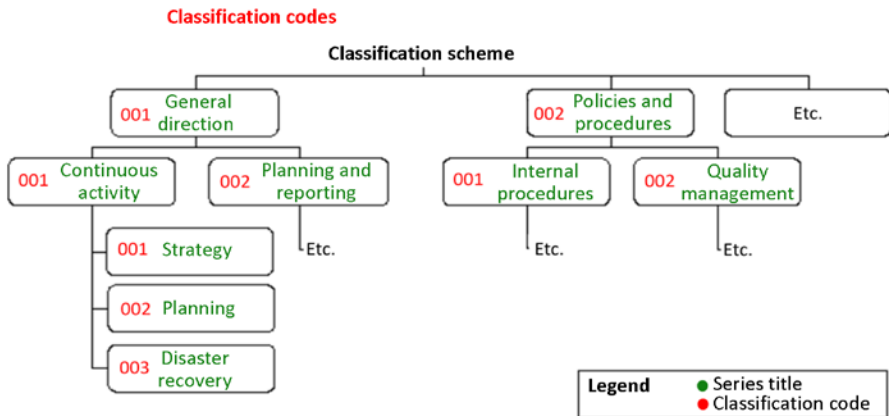 Classification codes
Classification scheme
001 General
direction
002 Policies and
procedures
Etc.
001 Continuous
activity
002 Planning and
reporting
001 Internal
procedures
002 Quality
management
001 Strategy
Etc.
Etc.
Etc.
002 Planning
003 Disaster
recovery
Legend
Series title
Classification code